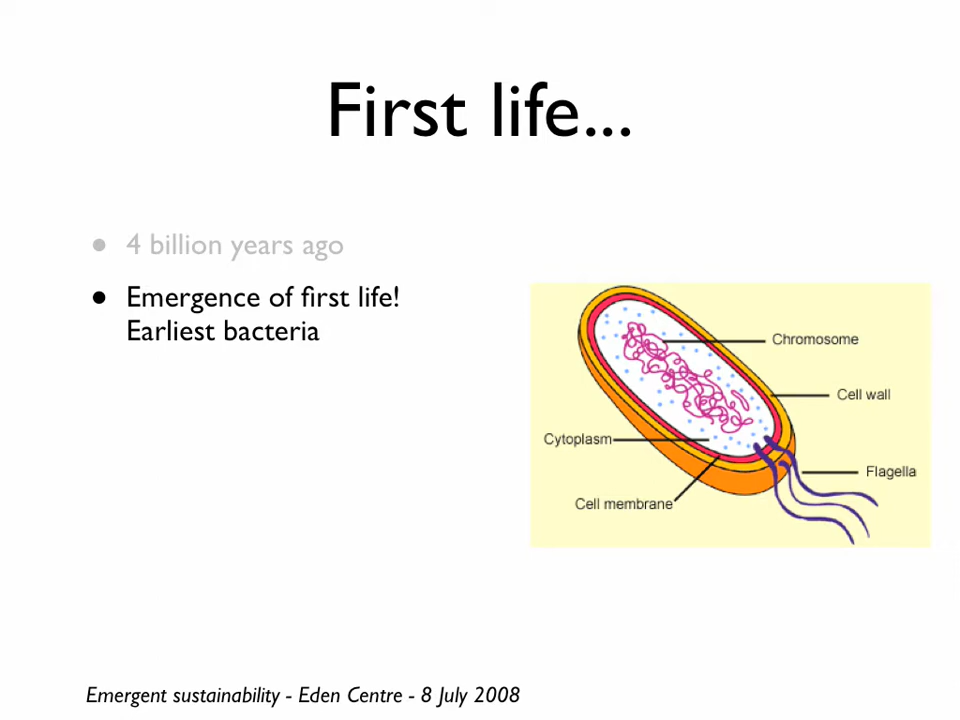 First life...
• 4 billion years ago
• Emergence of first life!
Earliest bacteria
Chromosome
Cell wall
Cytoplasm
Flagella
Cell membrane
Emergent sustainability - Eden Centre - 8 July 2008